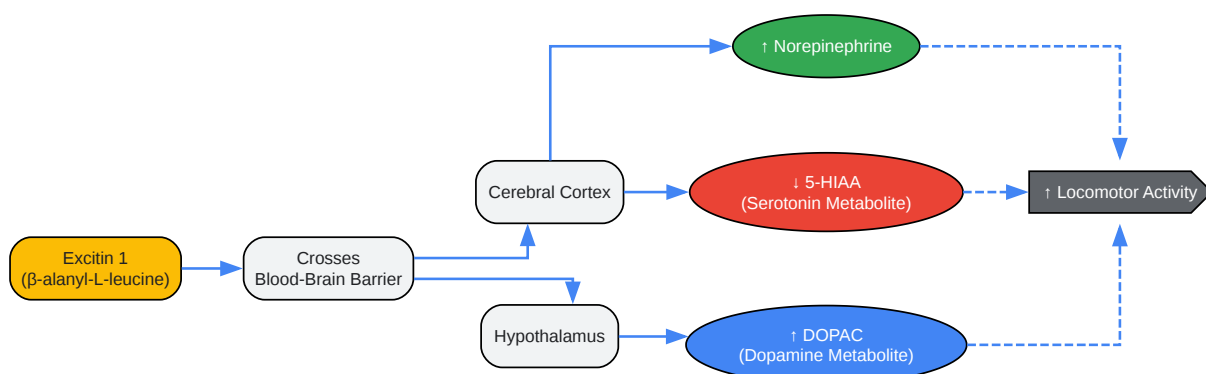 Excitin 1
(β-alanyl-L-leucine)
Crosses
Blood-Brain Barrier
Cerebral Cortex
Hypothalamus
↑ Norepinephrine
↓ 5-HIAA
(Serotonin Metabolite)
↑ DOPAC
(Dopamine Metabolite)
↑ Locomotor Activity